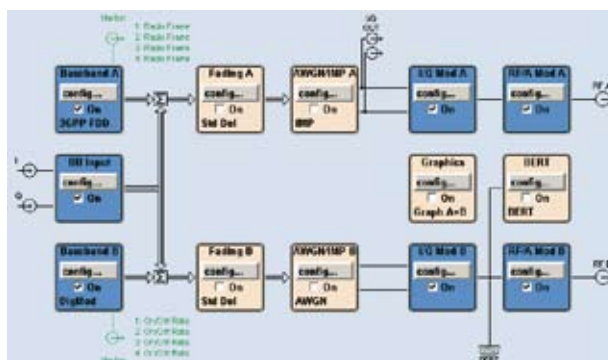 Marker
1: Radio Frame
2: Radio Frame
3: Radio Frame
4: Radio Frame
I/Q
OUT
Baseband A
config...
On
3GPP FDD
Fading A
config...
On
Std Del
AWGN/IMP A
config...
On
IMP
I/Q Mod A
config...
On
RF/A Mod A
config...
On
RF A
I
Q
BB Input
config...
On
Graphics
config...
On
Graph A+B
BERT
config...
On
BERT
Baseband B
config...
On
DigMod
Fading B
config...
On
Std Del
AWGN/IMP B
config...
On
AWGN
I/Q Mod B
config...
On
RF/A Mod B
config...
On
1: On/Off Ratio
2: On/Off Ratio
3: On/Off Ratio
4: On/Off Ratio
Marker
BERT